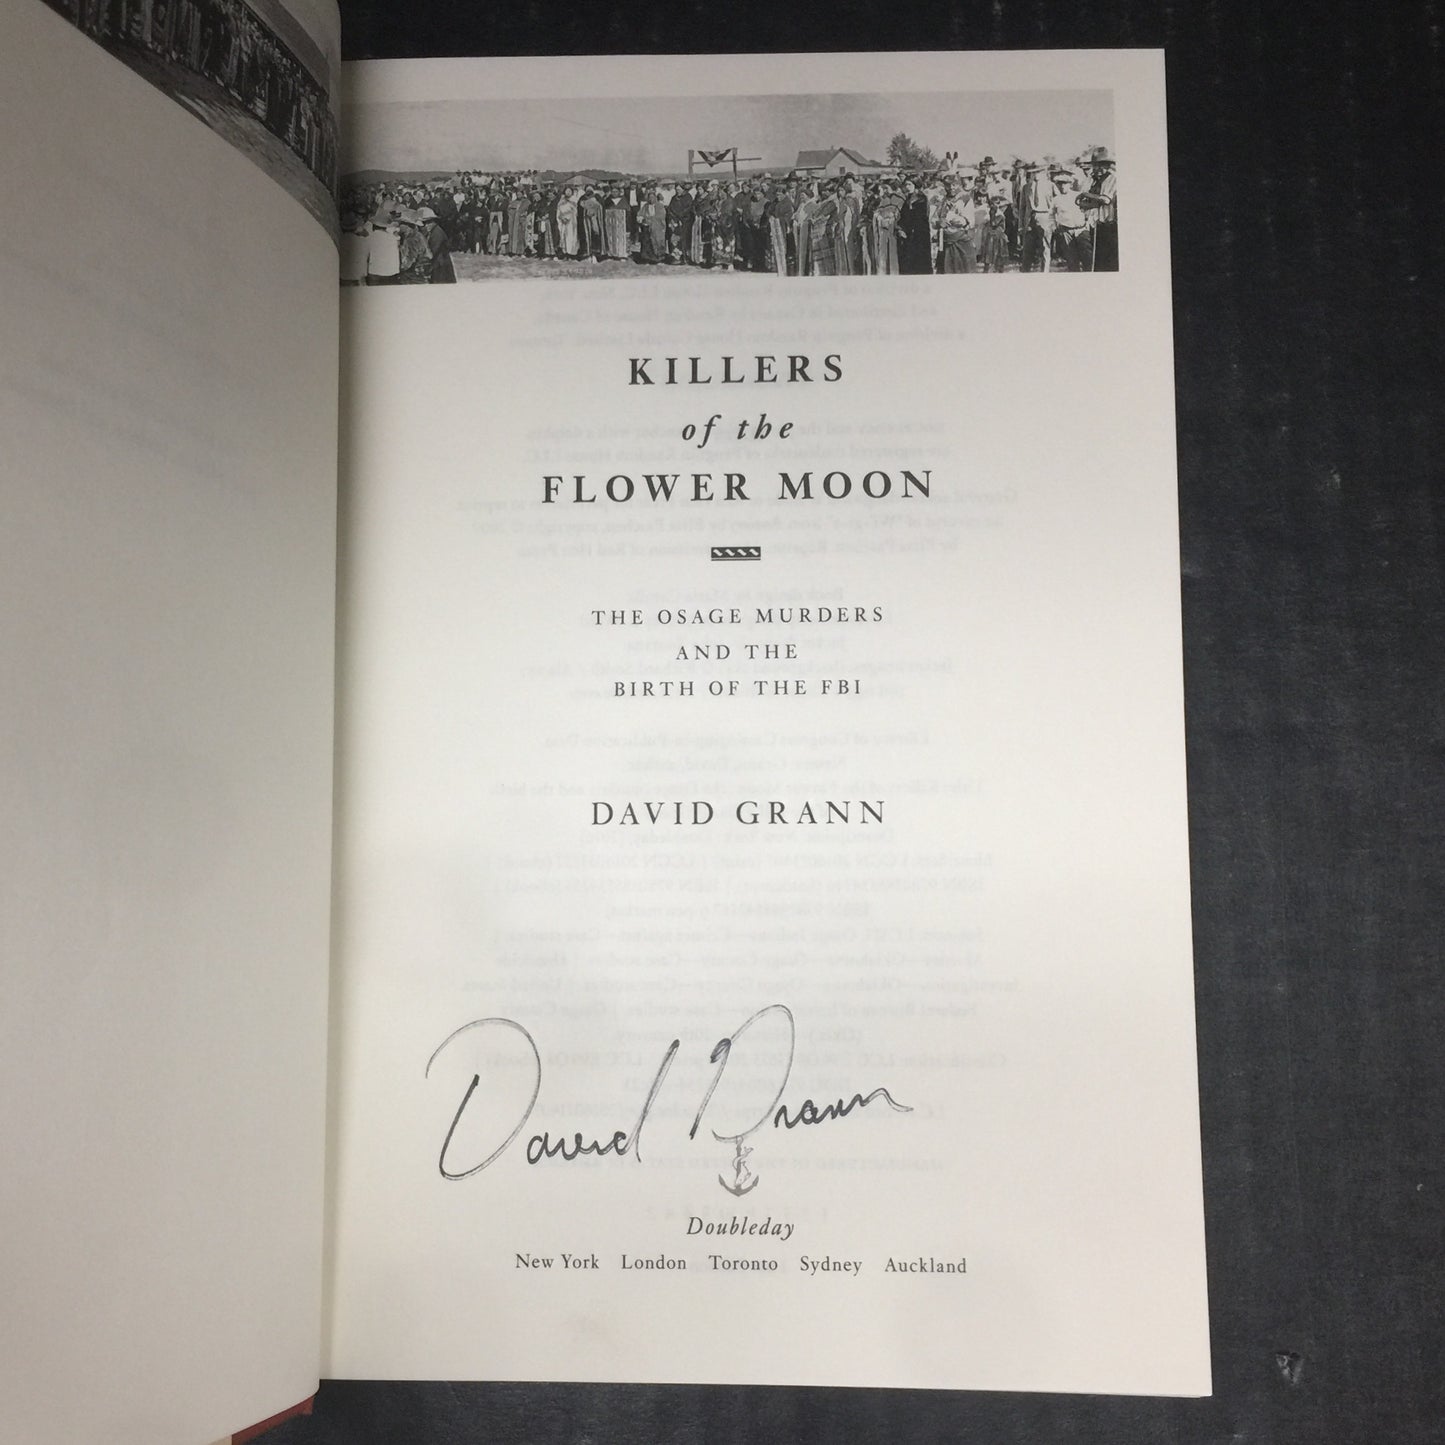 KILLERS
of the
FLOWER MOON
THE OSAGE MURDERS
AND THE
BIRTH OF THE FBI
DAVID GRANN
David Grann
Doubleday
New York London Toronto Sydney Auckland